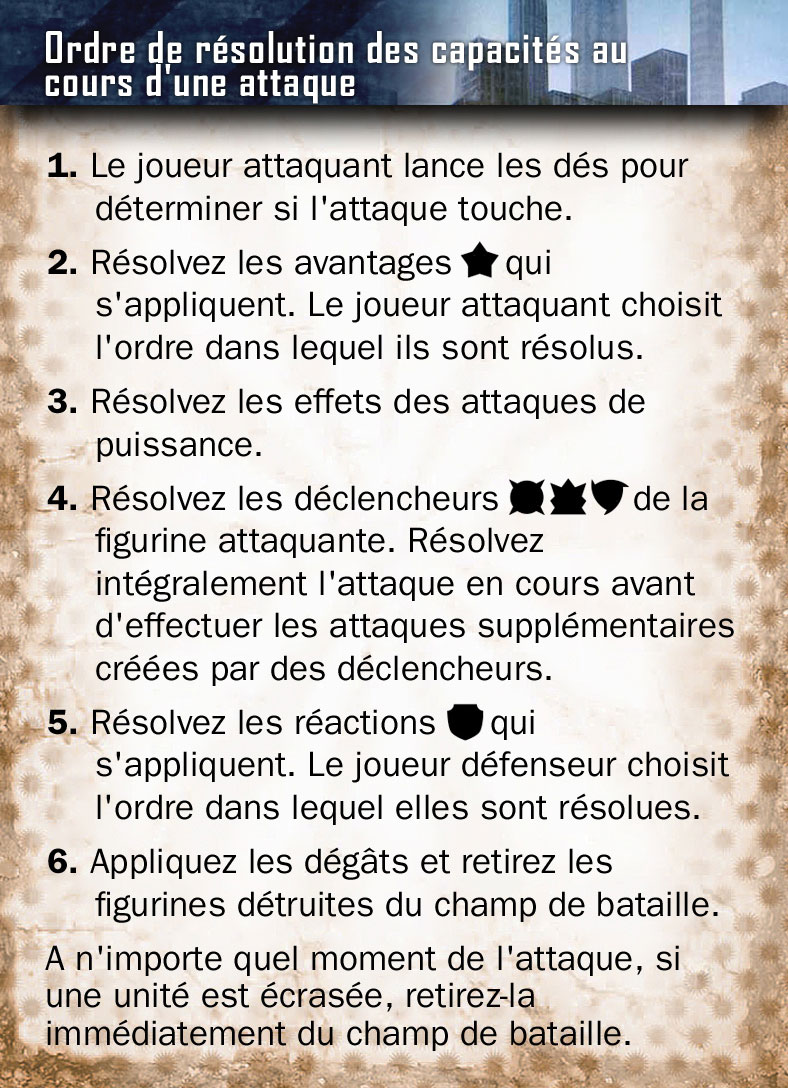 Ordre de résolution des capacités au
cours d'une attaque
1. Le joueur attaquant lance les dés pour
déterminer si l'attaque touche.
2. Résolvez les avantages ★ qui
s'appliquent. Le joueur attaquant choisit
l'ordre dans lequel ils sont résolus.
3. Résolvez les effets des attaques de
puissance.
4. Résolvez les déclencheurs de la
figurine attaquante. Résolvez
intégralement l'attaque en cours avant
d'effectuer les attaques supplémentaires
créées par des déclencheurs.
5. Résolvez les réactions qui
s'appliquent. Le joueur défenseur choisit
l'ordre dans lequel elles sont résolues.
6. Appliquez les dégâts et retirez les
figurines détruites du champ de bataille.
A n'importe quel moment de l'attaque, si
une unité est écrasée, retirez-la
immédiatement du champ de bataille.